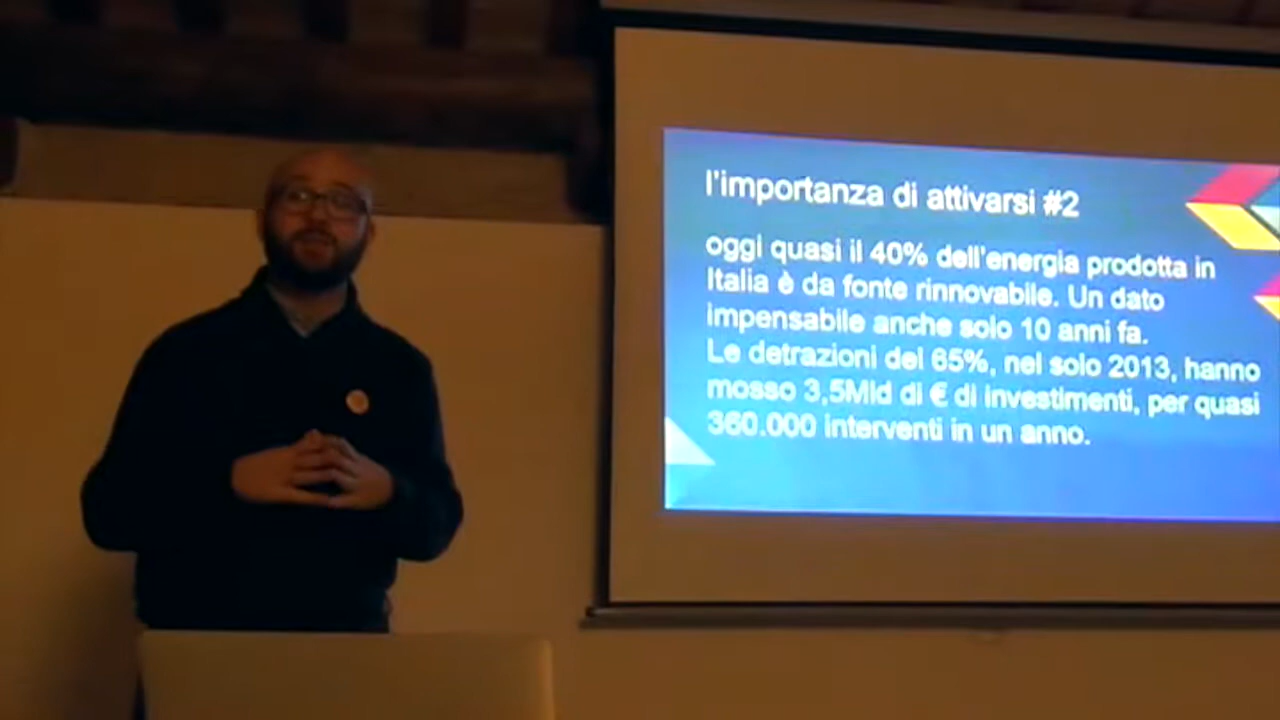 l'importanza di attivarsi #2
oggi quasi il 40% dell'energia prodotta in
Italia è da fonte rinnovabile. Un dato
impensabile anche solo 10 anni fa.
Le detrazioni del 65%, nel solo 2013, hanno
mosso 3,5Mld di € di investimenti, per quasi
360.000 interventi in un anno.